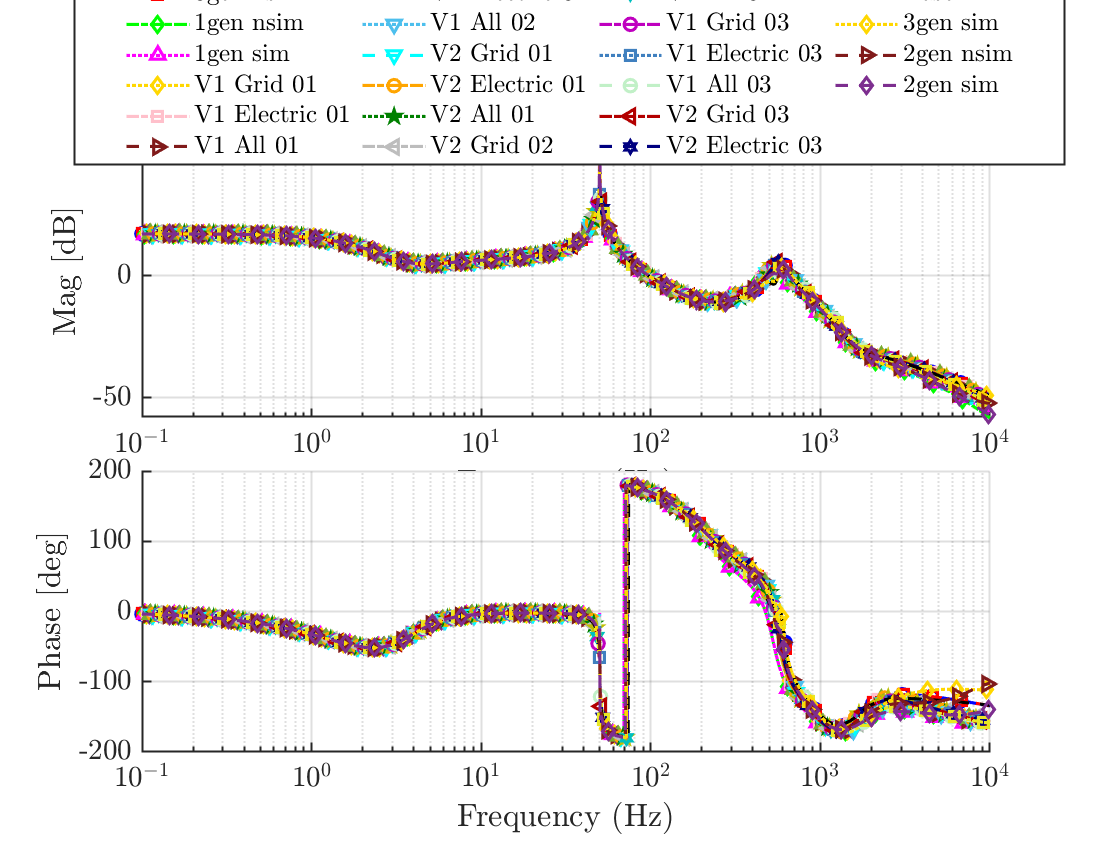 1gen nsim V1 All 02 V1 Grid 03 3gen sim
1gen sim V2 Grid 01 V1 Electric 03 2gen nsim
V1 Grid 01 V2 Electric 01 V1 All 03 2gen sim
V1 Electric 01 V2 All 01 V2 Grid 03
V1 All 01 V2 Grid 02 V2 Electric 03
Mag [dB]
0
-50
10⁻¹ 10⁰ 10¹ 10² 10³ 10⁴
200
100
0
-100
-200
Phase [deg]
10⁻¹ 10⁰ 10¹ 10² 10³ 10⁴
Frequency (Hz)